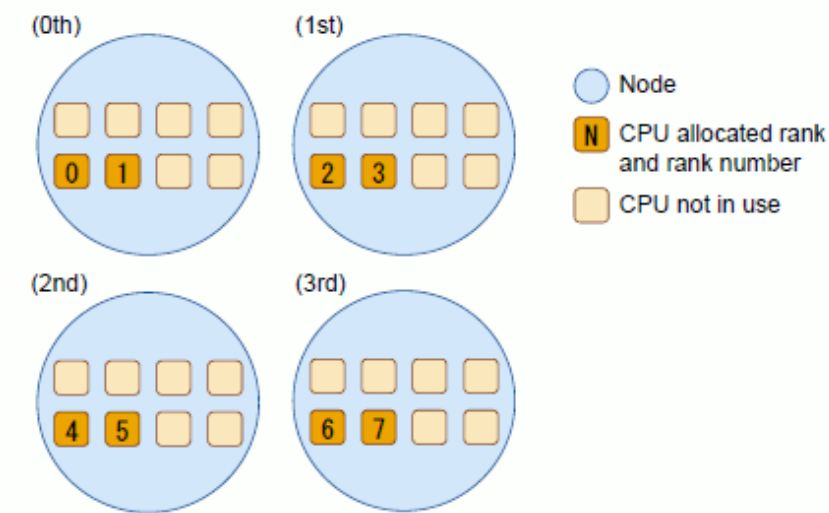 (0th)
(1st)
0 1
2 3
(2nd)
(3rd)
4 5
6 7
Node
N CPU allocated rank
and rank number
CPU not in use